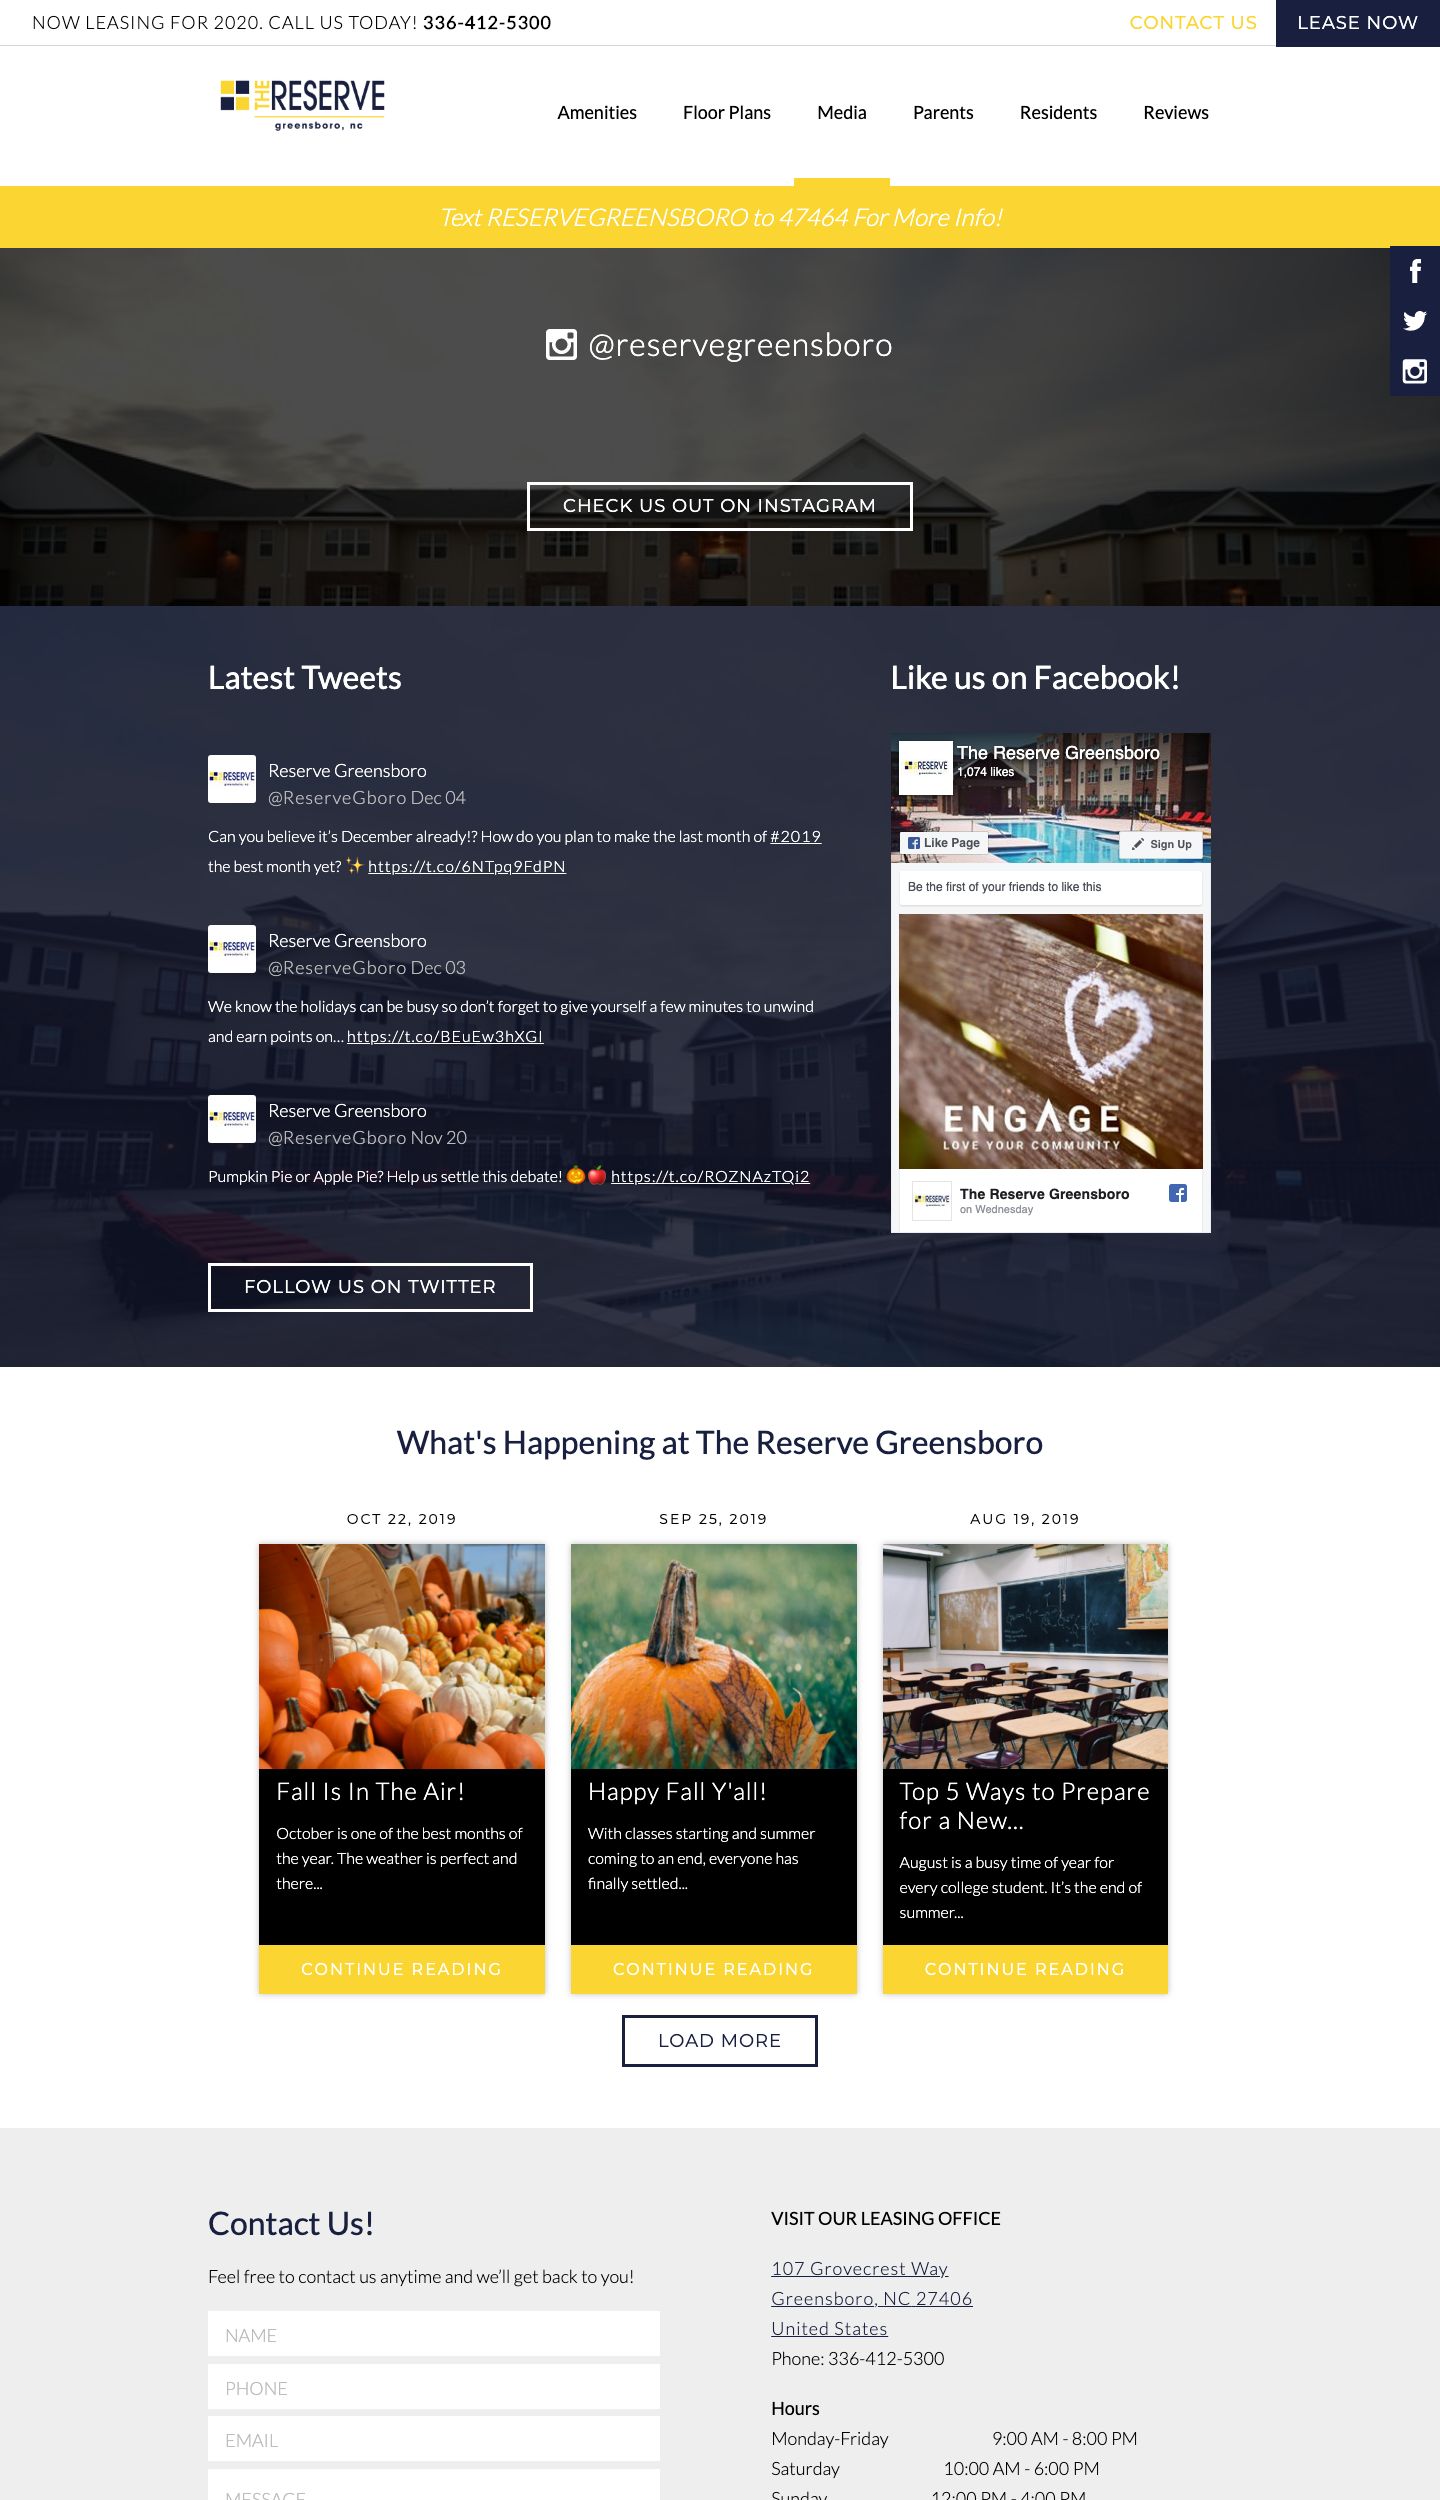 NOW LEASING FOR 2020. CALL US TODAY! 336-412-5300
CONTACT US
LEASE NOW
THE RESERVE
greensboro, nc
Amenities
Floor Plans
Media
Parents
Residents
Reviews
Text RESERVEGREENSBORO to 47464 For More Info!
@reservegreensboro
CHECK US OUT ON INSTAGRAM
Latest Tweets
Reserve Greensboro
@ReserveGboro Dec 04
Can you believe it's December already!? How do you plan to make the last month of #2019
the best month yet? ✨ https://t.co/6NTpq9FdPN
Reserve Greensboro
@ReserveGboro Dec 03
We know the holidays can be busy so don't forget to give yourself a few minutes to unwind
and earn points on... https://t.co/BEuEw3hXGI
Reserve Greensboro
@ReserveGboro Nov 20
Pumpkin Pie or Apple Pie? Help us settle this debate! 🎃🍎 https://t.co/ROZNAzTQi2
FOLLOW US ON TWITTER
Like us on Facebook!
RESERVE
The Reserve Greensboro
1,074 likes
Like Page
Sign Up
Be the first of your friends to like this
ENGAGE
LOVE YOUR COMMUNITY
RESERVE
The Reserve Greensboro
on Wednesday
What's Happening at The Reserve Greensboro
OCT 22, 2019
Fall Is In The Air!
October is one of the best months of
the year. The weather is perfect and
there...
CONTINUE READING
SEP 25, 2019
Happy Fall Y'all!
With classes starting and summer
coming to an end, everyone has
finally settled...
CONTINUE READING
AUG 19, 2019
Top 5 Ways to Prepare
for a New...
August is a busy time of year for
every college student. It's the end of
summer...
CONTINUE READING
LOAD MORE
Contact Us!
Feel free to contact us anytime and we'll get back to you!
NAME
PHONE
EMAIL
MESSAGE
VISIT OUR LEASING OFFICE
107 Grovecrest Way
Greensboro, NC 27406
United States
Phone: 336-412-5300
Hours
Monday-Friday 9:00 AM - 8:00 PM
Saturday 10:00 AM - 6:00 PM
Sunday 12:00 PM - 4:00 PM